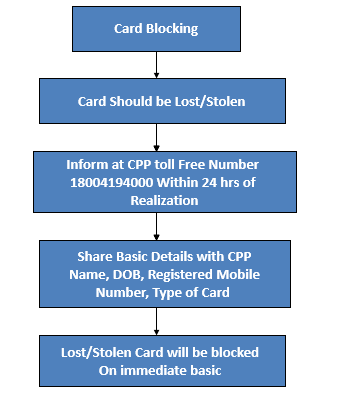 Card Blocking
Card Should be Lost/Stolen
Inform at CPP toll Free Number
18004194000 Within 24 hrs of
Realization
Share Basic Details with CPP
Name, DOB, Registered Mobile
Number, Type of Card
Lost/Stolen Card will be blocked
On immediate basic